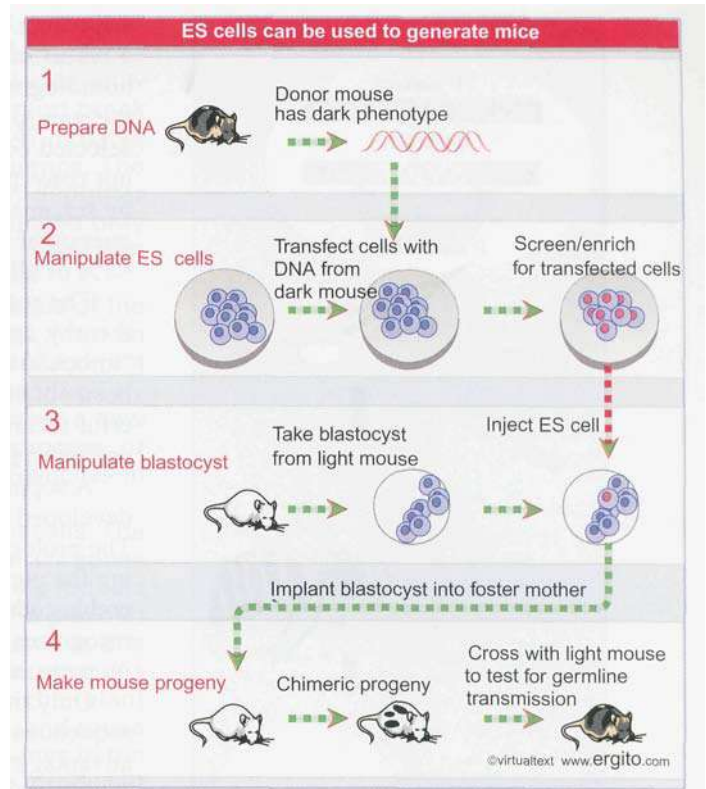 ES cells can be used to generate mice
1
Prepare DNA
Donor mouse
has dark phenotype
2
Manipulate ES cells
Transfect cells with
DNA from
dark mouse
Screen/enrich
for transfected cells
3
Manipulate blastocyst
Take blastocyst
from light mouse
Inject ES cell
Implant blastocyst into foster mother
4
Make mouse progeny
Chimeric progeny
Cross with light mouse
to test for germline
transmission
©virtualtext www.ergito.com